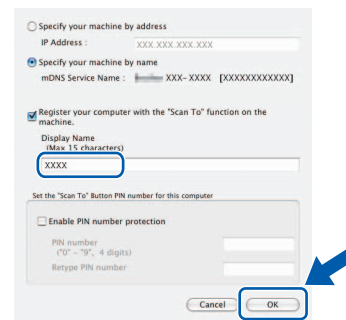 Specify your machine by address
IP Address : XXX.XXX.XXX.XXX
Specify your machine by name
mDNS Service Name : XXX-XXXX [XXXXXXXXXXXX]
Register your computer with the "Scan To" function on the
machine.
Display Name
(Max 15 characters)
XXXX
Set the "Scan To" Button PIN number for this computer
Enable PIN number protection
PIN number
("0" - "9", 4 digits)
Retype PIN number
Cancel OK